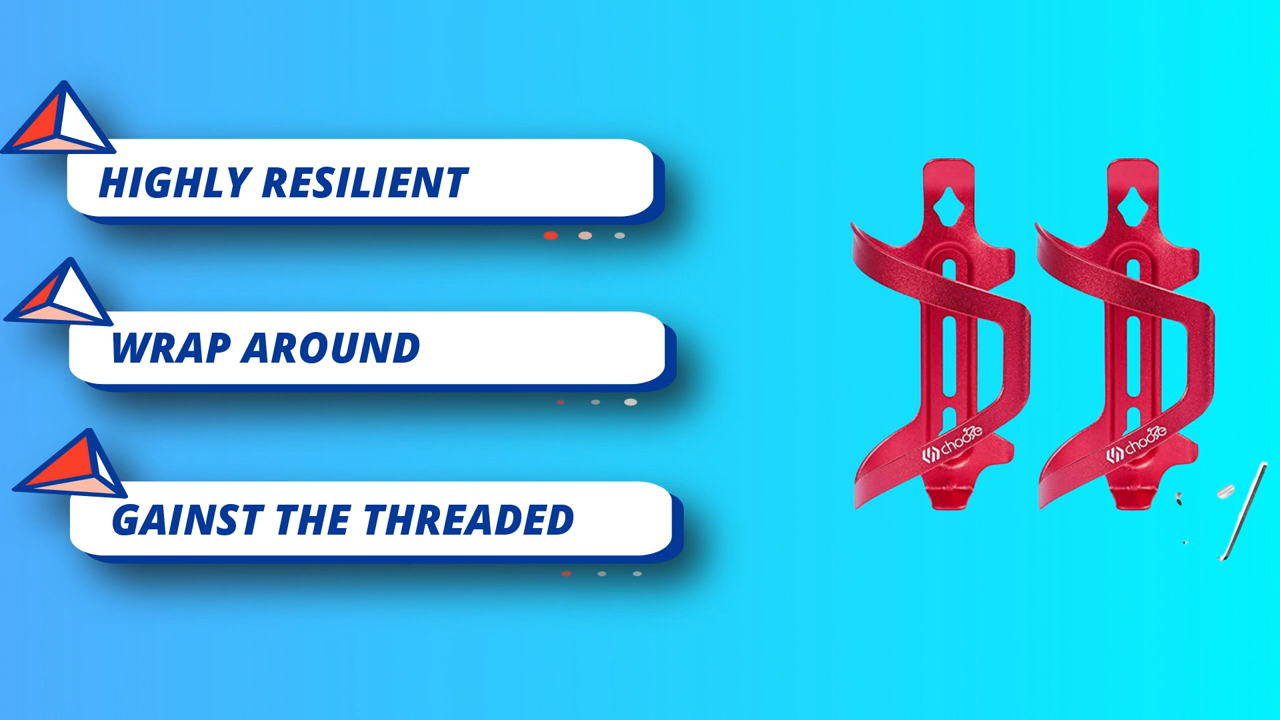 HIGHLY RESILIENT
WRAP AROUND
GAINST THE THREADED
choose
choose